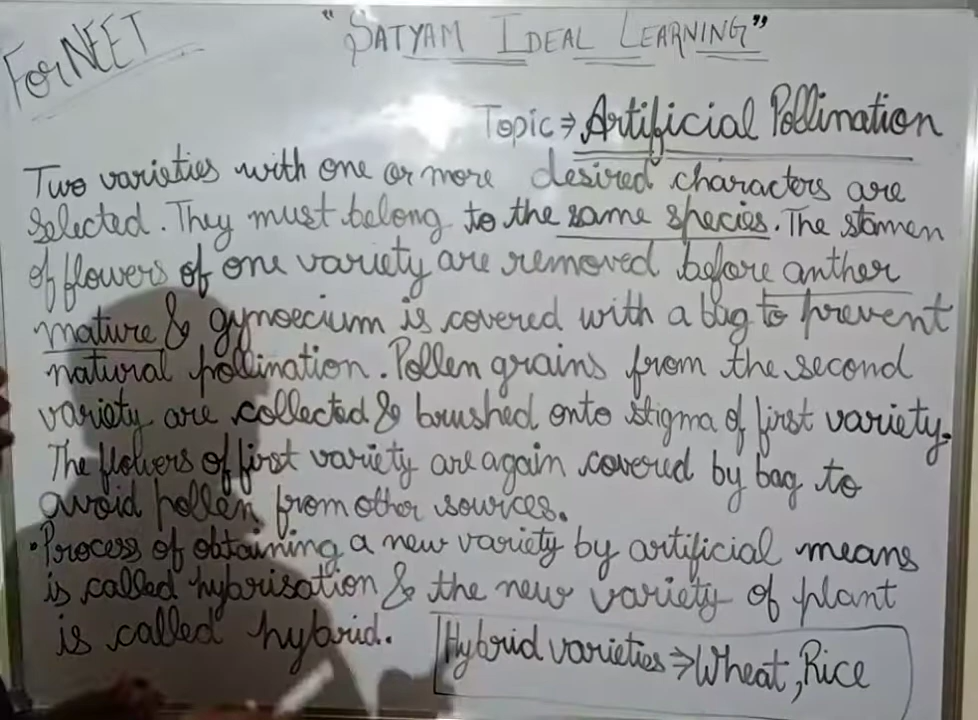 For NEET
"SATYAM IDEAL LEARNING"
Topic ⇒ Artificial Pollination
Two varieties with one or more desired characters are
selected. They must belong to the same species. The stamen
of flowers of one variety are removed before anther
mature & gynoecium is covered with a bag to prevent
natural pollination. Pollen grains from the second
variety are collected & brushed onto stigma of first variety.
The flowers of first variety are again covered by bag to
avoid pollen from other sources.
• Process of obtaining a new variety by artificial means
is called hybrisation & the new variety of plant
is called hybrid.
Hybrid varieties ⇒ Wheat, Rice